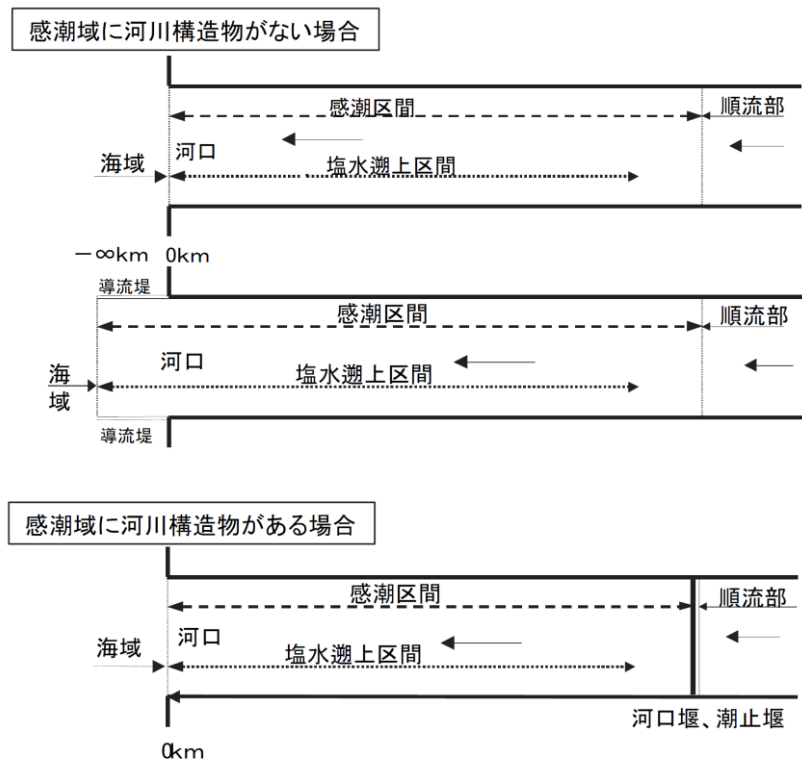 感潮域に河川構造物がない場合
感潮区間
順流部
河口
海域
塩水遡上区間
－∞km 0km
導流堤
感潮区間
順流部
河口
海域
塩水遡上区間
導流堤
感潮域に河川構造物がある場合
感潮区間
順流部
海域
河口
塩水遡上区間
河口堰、潮止堰
0km